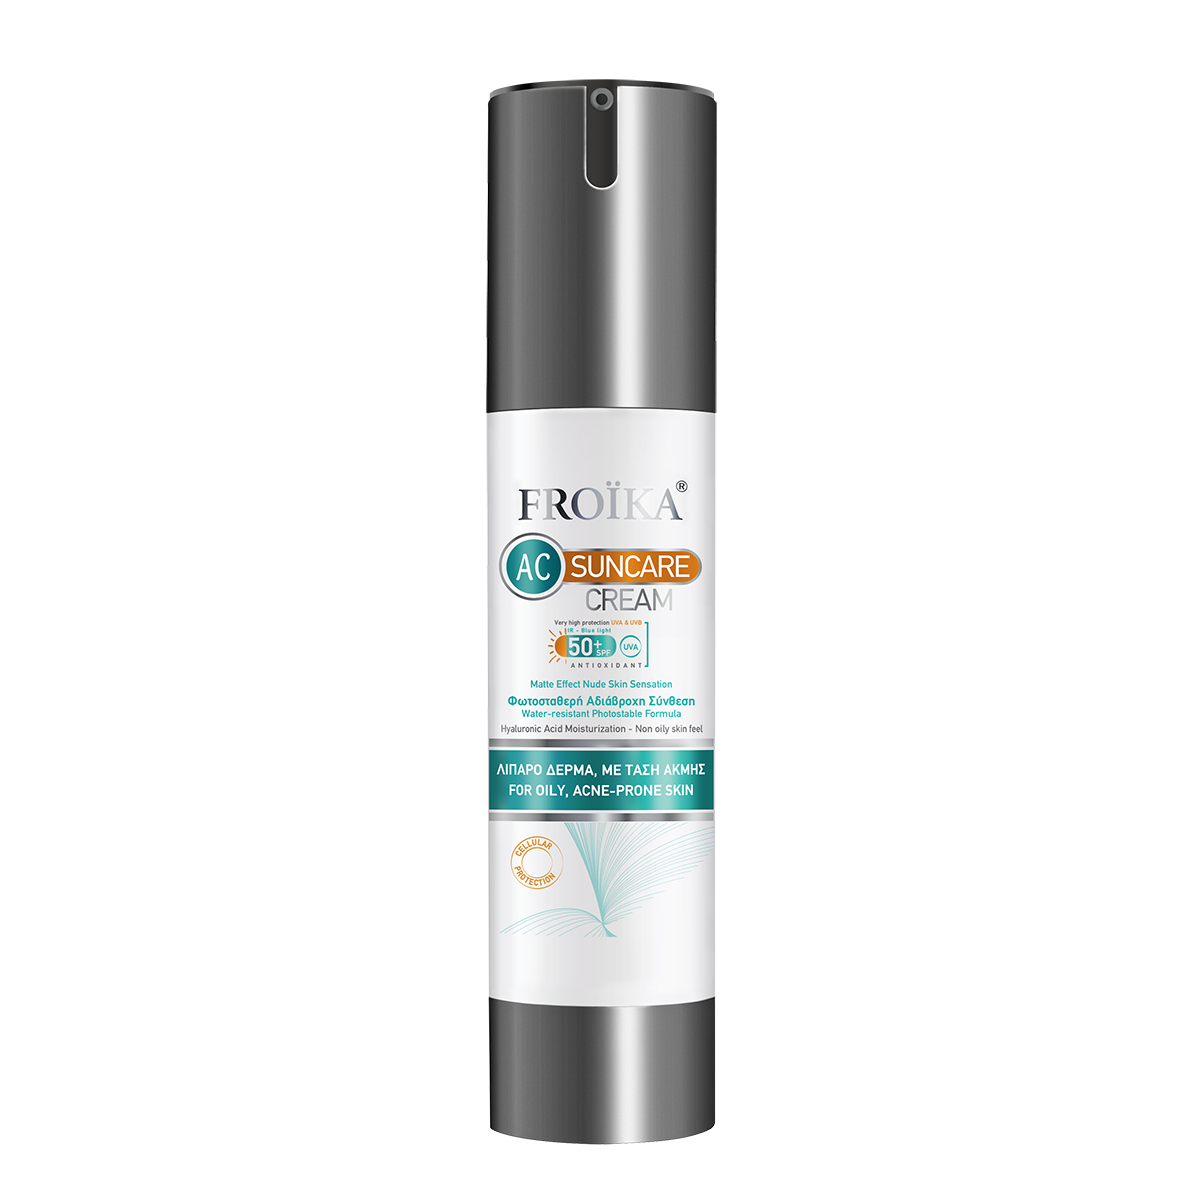 FROÏKA®
AC SUNCARE
CREAM
Very high protection UVA & UVB
IR - Blue light
50+ SPF UVA
ANTIOXIDANT
Matte Effect Nude Skin Sensation
Φωτοσταθερή Αδιάβροχη Σύνθεση
Water-resistant Photostable Formula
Hyaluronic Acid Moisturization - Non oily skin feel
ΛΙΠΑΡΟ ΔΕΡΜΑ, ΜΕ ΤΑΣΗ ΑΚΜΗΣ
FOR OILY, ACNE-PRONE SKIN
CELLULAR
PROTECTION